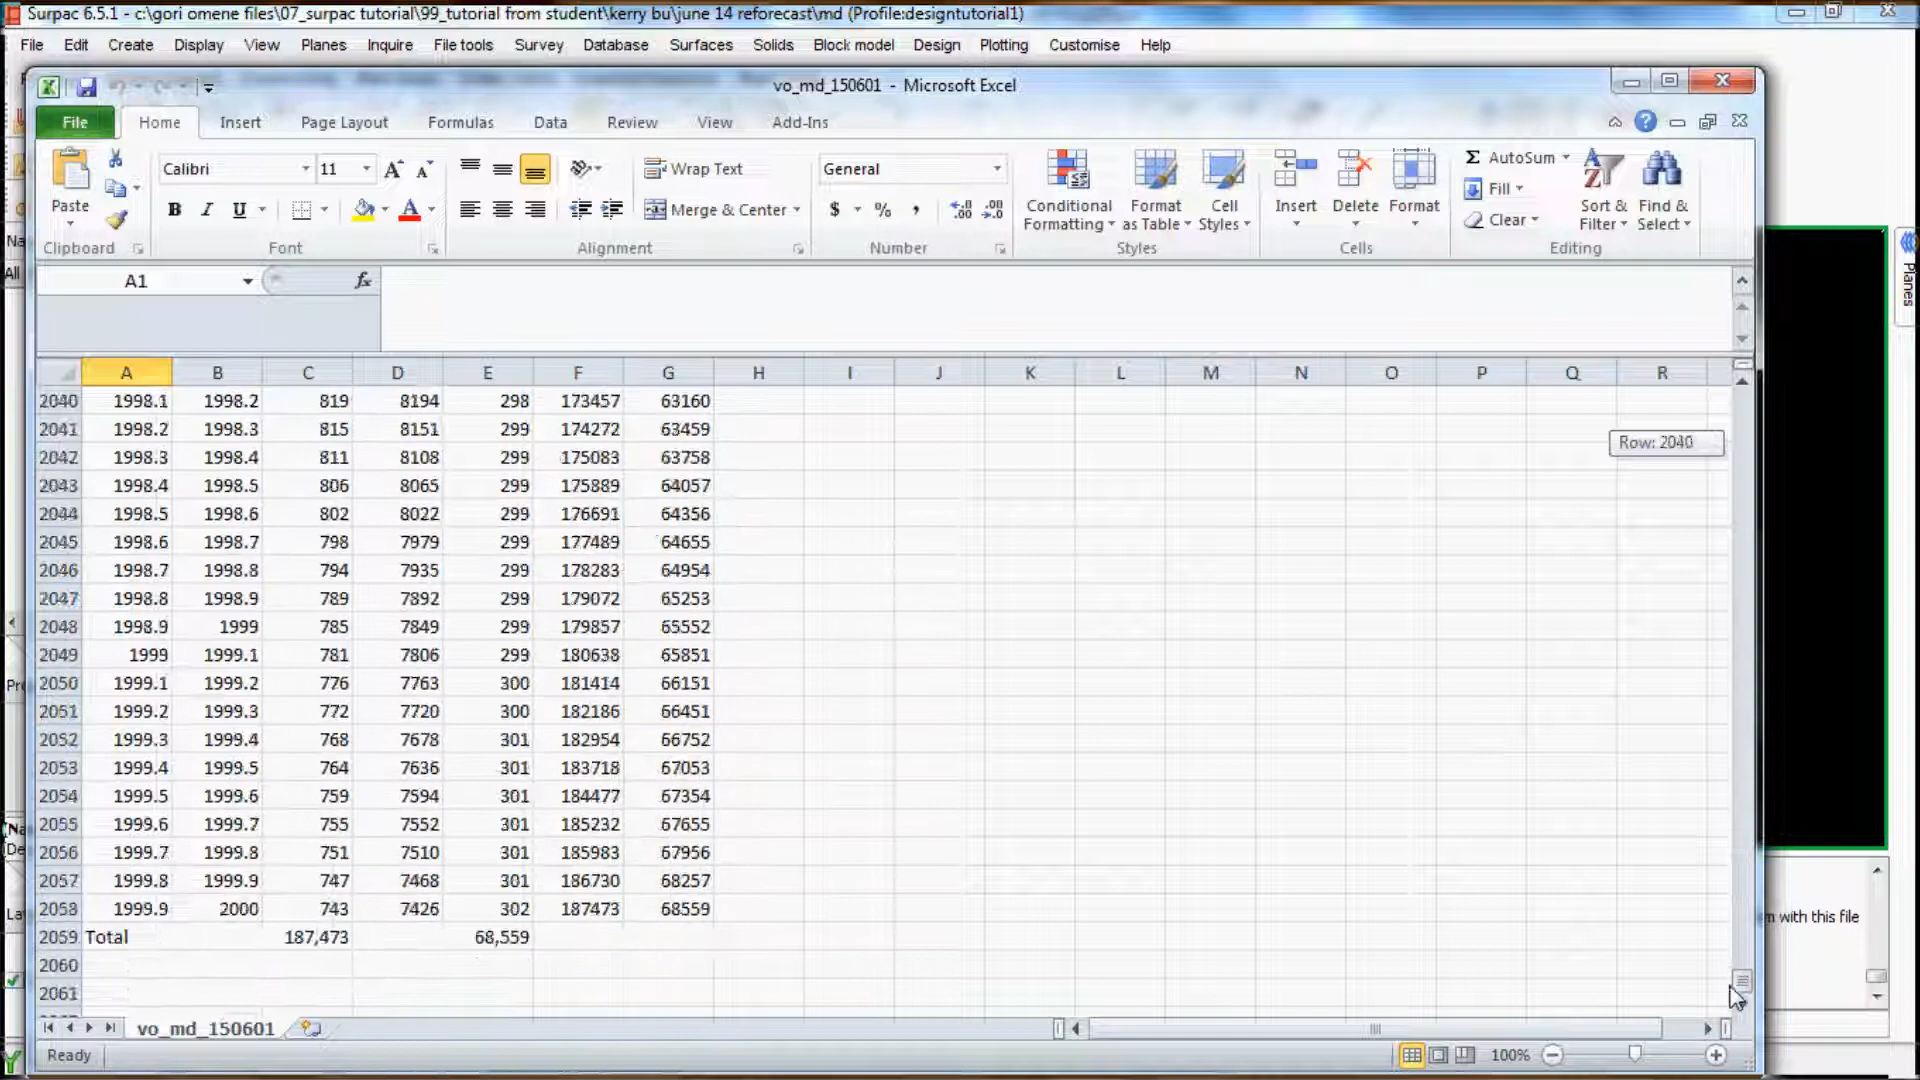 Surpac 6.5.1 - c:\gori omene files\07_surpac tutorial\99_tutorial from student\kerry bu\june 14 reforecast\md (Profile:designtutorial1)
File Edit Create Display View Planes Inquire File tools Survey Database Surfaces Solids Block model Design Plotting Customise Help
vo_md_150601 - Microsoft Excel
File Home Insert Page Layout Formulas Data Review View Add-Ins
Calibri 11 Wrap Text General AutoSum
Paste B I U Merge & Center $ % , Conditional Formatting Format as Table Cell Styles Insert Delete Format Fill Clear Sort & Filter Find & Select
Clipboard Font Alignment Number Styles Cells Editing
Na
All
A1 fx
Planes
A B C D E F G H I J K L M N O P Q R
2040 1998.1 1998.2 819 8194 298 173457 63160
2041 1998.2 1998.3 815 8151 299 174272 63459
Row: 2040
2042 1998.3 1998.4 811 8108 299 175083 63758
2043 1998.4 1998.5 806 8065 299 175889 64057
2044 1998.5 1998.6 802 8022 299 176691 64356
2045 1998.6 1998.7 798 7979 299 177489 64655
2046 1998.7 1998.8 794 7935 299 178283 64954
2047 1998.8 1998.9 789 7892 299 179072 65253
2048 1998.9 1999 785 7849 299 179857 65552
2049 1999 1999.1 781 7806 299 180638 65851
Pr
2050 1999.1 1999.2 776 7763 300 181414 66151
2051 1999.2 1999.3 772 7720 300 182186 66451
2052 1999.3 1999.4 768 7678 301 182954 66752
2053 1999.4 1999.5 764 7636 301 183718 67053
2054 1999.5 1999.6 759 7594 301 184477 67354
2055 1999.6 1999.7 755 7552 301 185232 67655
2056 1999.7 1999.8 751 7510 301 185983 67956
2057 1999.8 1999.9 747 7468 301 186730 68257
2058 1999.9 2000 743 7426 302 187473 68559
m with this file
2059 Total 187,473 68,559
2060
2061
vo_md_150601
Ready 100%